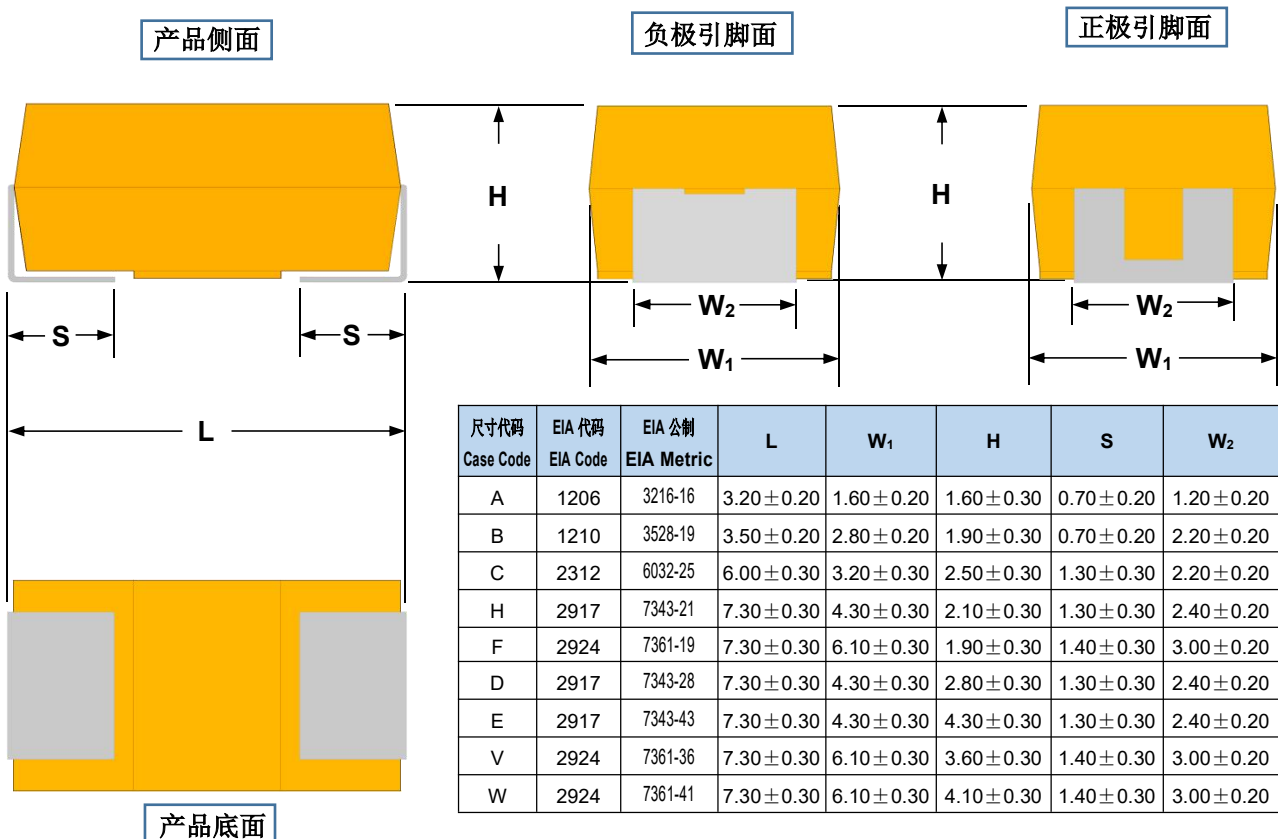 产品侧面
负极引脚面
正极引脚面
H
H
S
S
W2
W2
W1
W1
L
尺寸代码 EIA 代码 EIA 公制 L W1 H S W2
Case Code EIA Code EIA Metric
A 1206 3216-16 3.20±0.20 1.60±0.20 1.60±0.30 0.70±0.20 1.20±0.20
B 1210 3528-19 3.50±0.20 2.80±0.20 1.90±0.30 0.70±0.20 2.20±0.20
C 2312 6032-25 6.00±0.30 3.20±0.30 2.50±0.30 1.30±0.30 2.20±0.20
H 2917 7343-21 7.30±0.30 4.30±0.30 2.10±0.30 1.30±0.30 2.40±0.20
F 2924 7361-19 7.30±0.30 6.10±0.30 1.90±0.30 1.40±0.30 3.00±0.20
D 2917 7343-28 7.30±0.30 4.30±0.30 2.80±0.30 1.30±0.30 2.40±0.20
E 2917 7343-43 7.30±0.30 4.30±0.30 4.30±0.30 1.30±0.30 2.40±0.20
V 2924 7361-36 7.30±0.30 6.10±0.30 3.60±0.30 1.40±0.30 3.00±0.20
W 2924 7361-41 7.30±0.30 6.10±0.30 4.10±0.30 1.40±0.30 3.00±0.20
产品底面